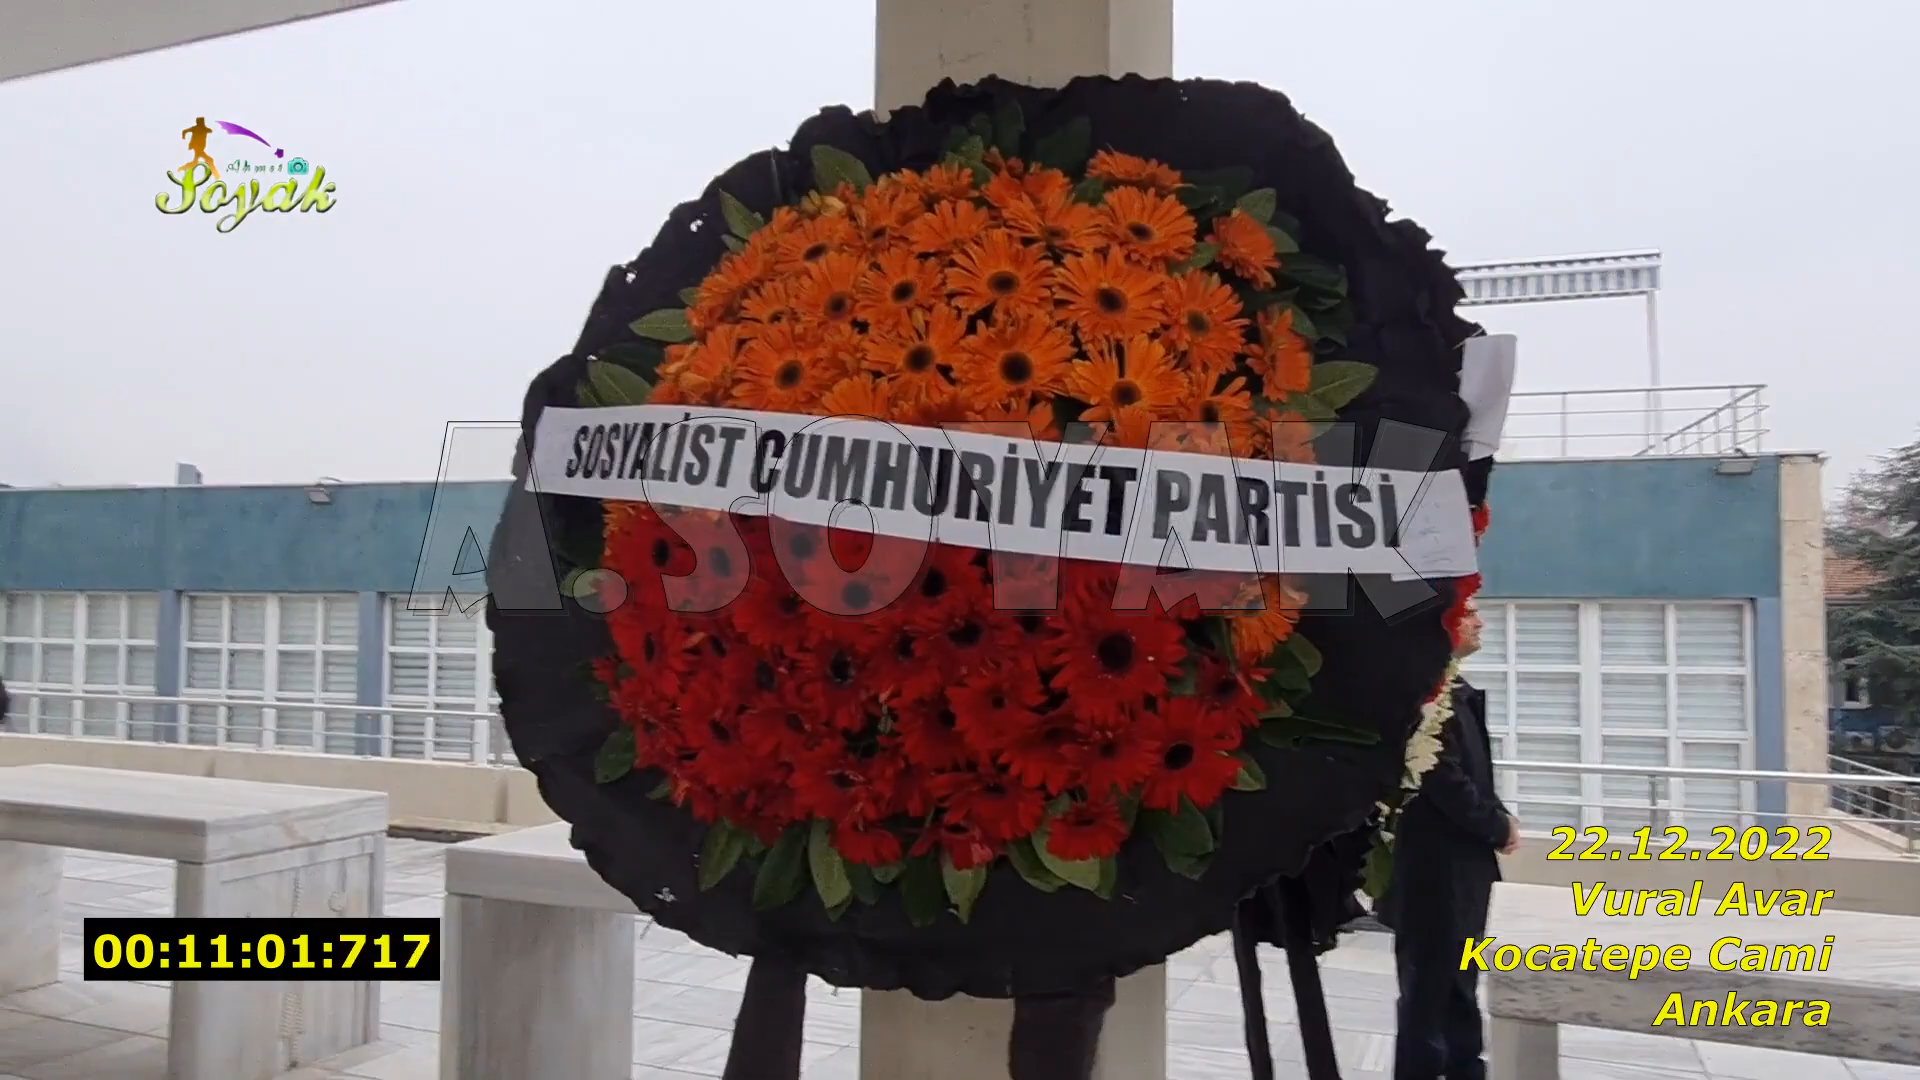 Ahmet
Soyak
SOSYALİST CUMHURİYET PARTİSİ
A.SOYAK
22.12.2022
Vural Avar
Kocatepe Cami
Ankara
00:11:01:717